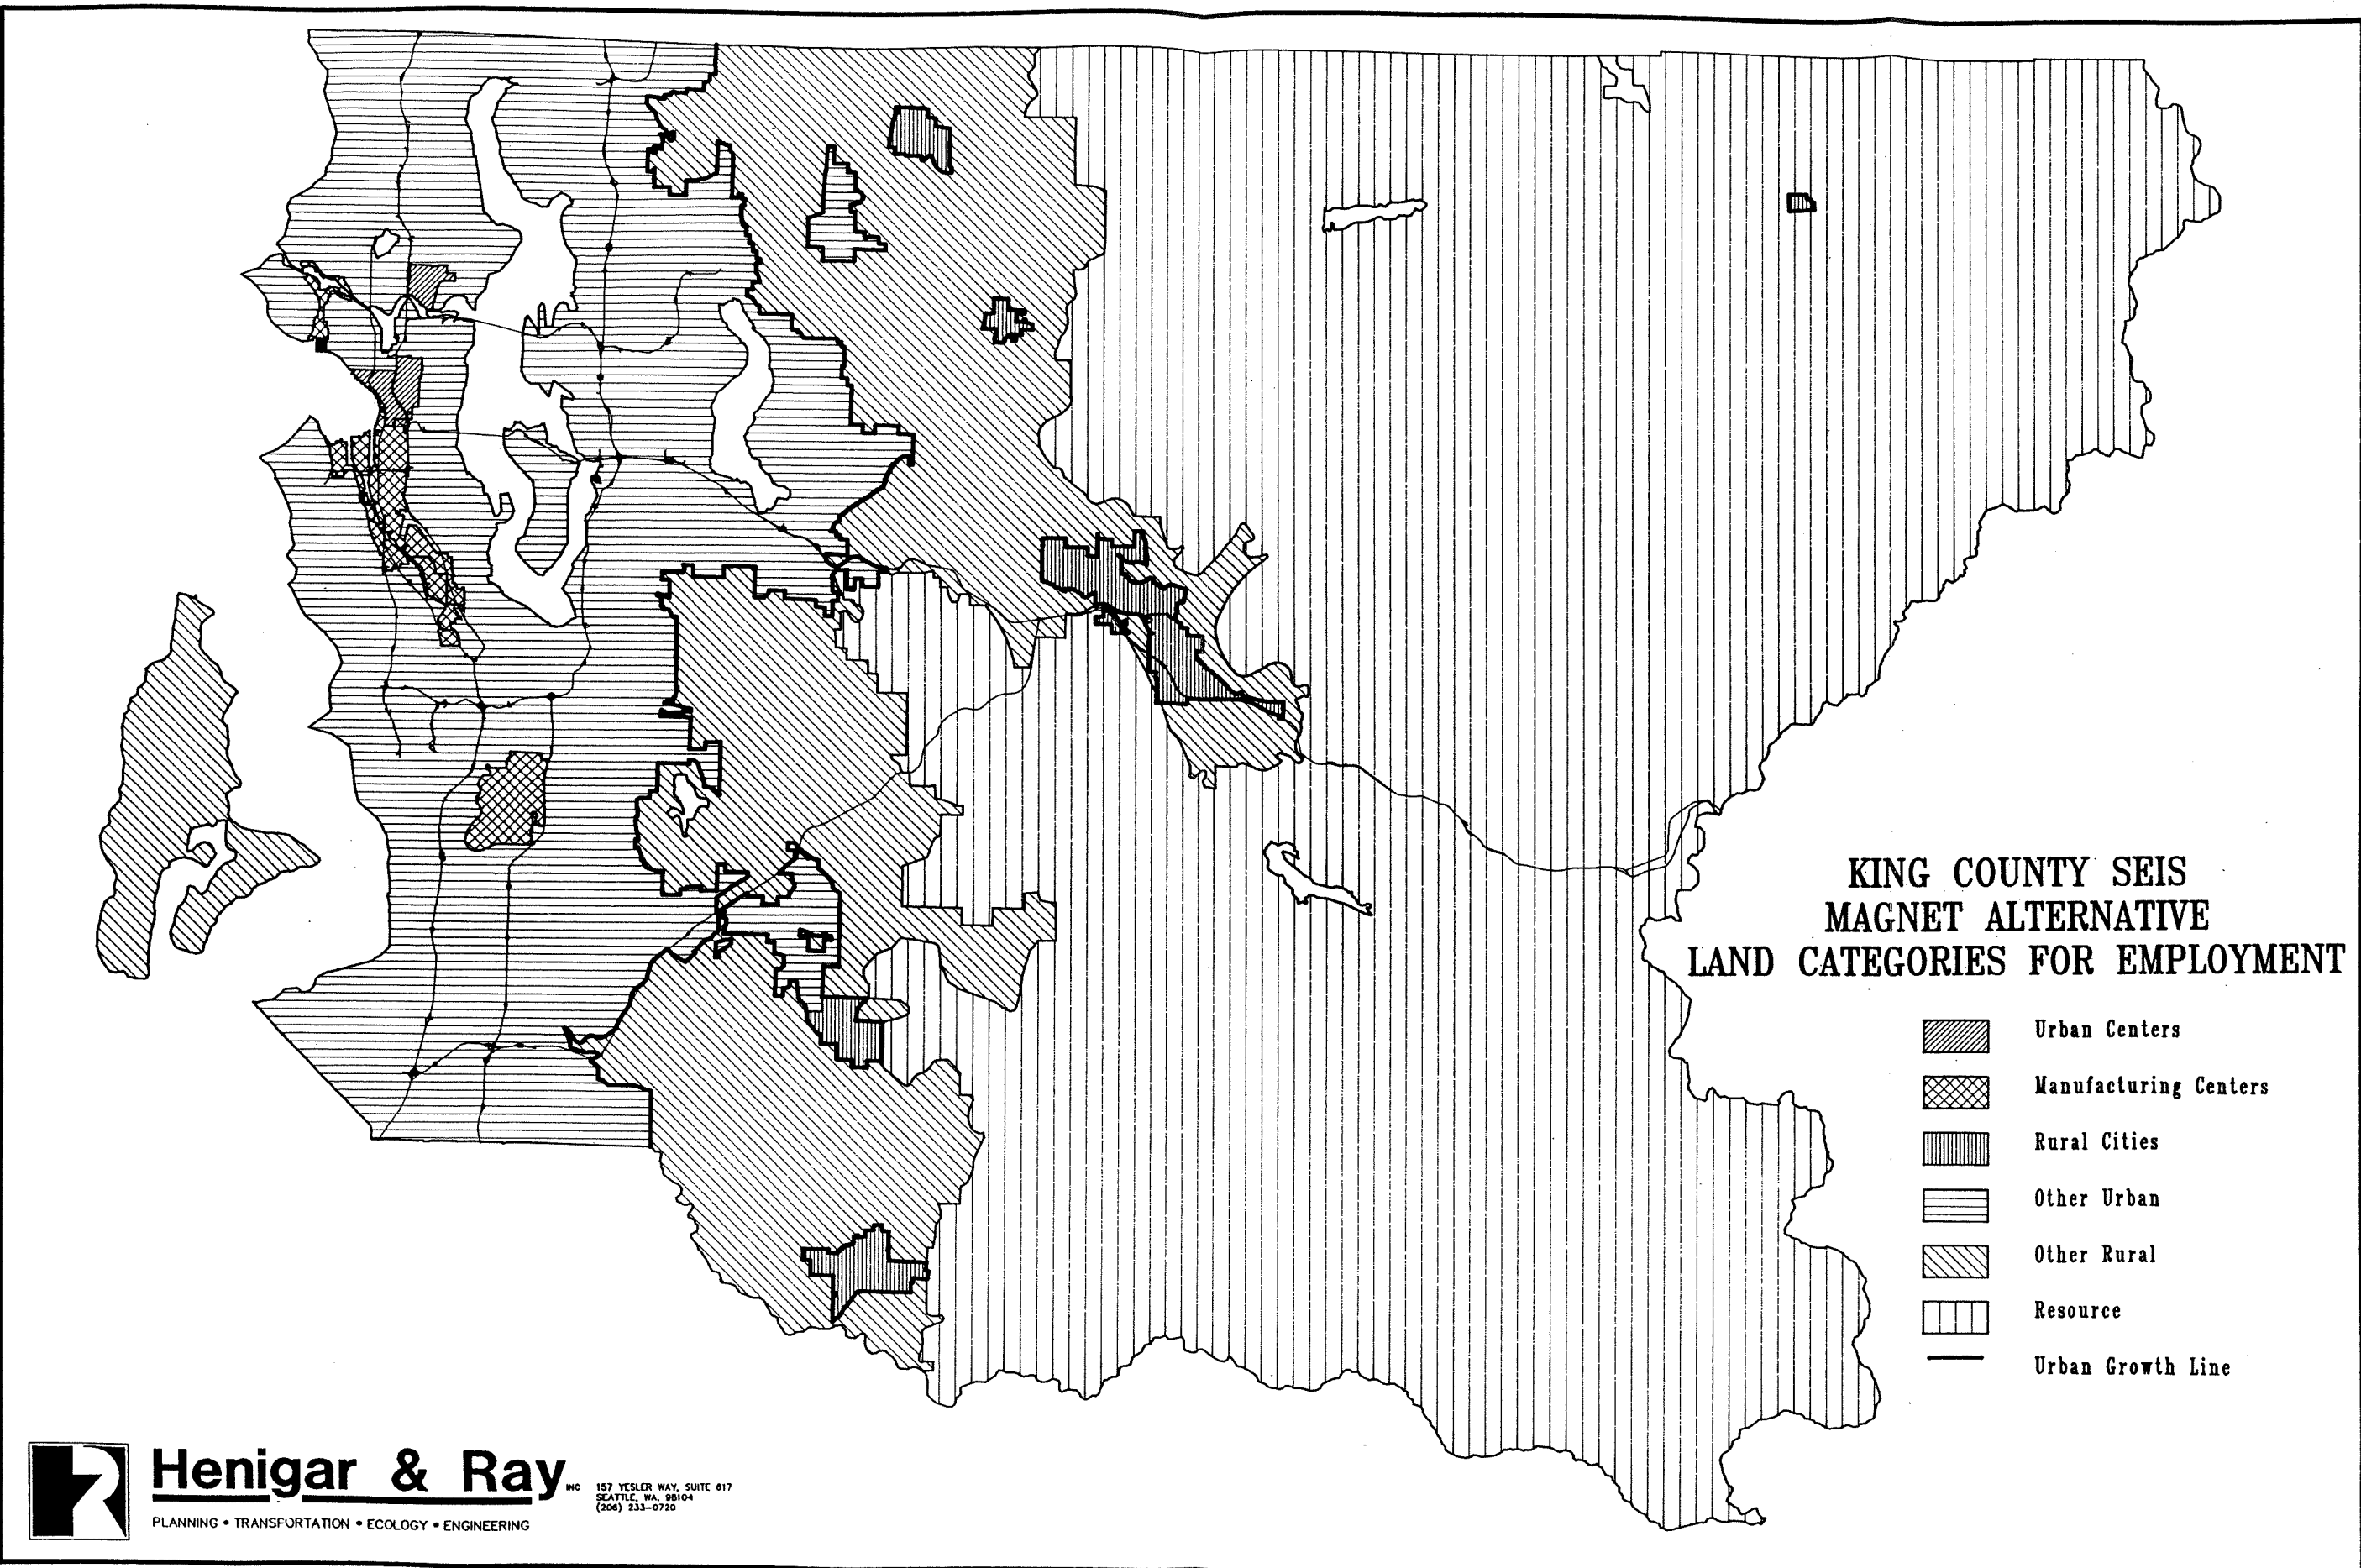 KING COUNTY SEIS
MAGNET ALTERNATIVE
LAND CATEGORIES FOR EMPLOYMENT
Urban Centers
Manufacturing Centers
Rural Cities
Other Urban
Other Rural
Resource
Urban Growth Line
Henigar & Ray INC
157 YESLER WAY, SUITE 617
SEATTLE, WA. 98104
(206) 233-0720
PLANNING • TRANSPORTATION • ECOLOGY • ENGINEERING